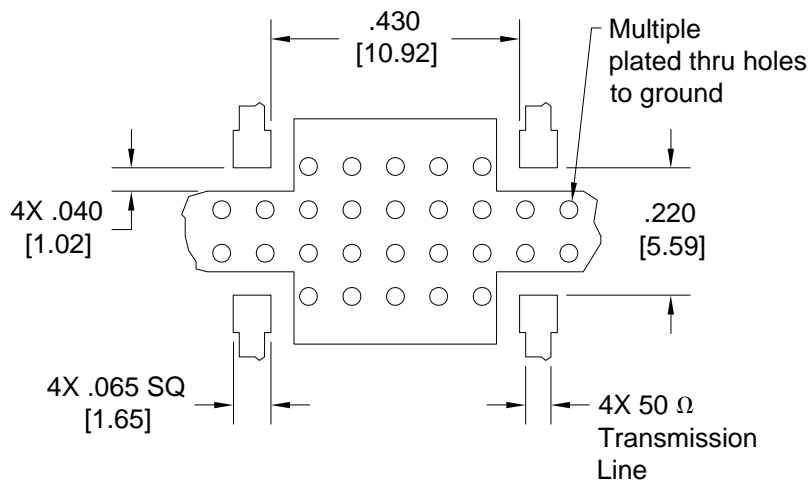 .430
[10.92]
Multiple
plated thru holes
to ground
4X .040
[1.02]
.220
[5.59]
4X .065 SQ
[1.65]
4X 50 Ω
Transmission
Line